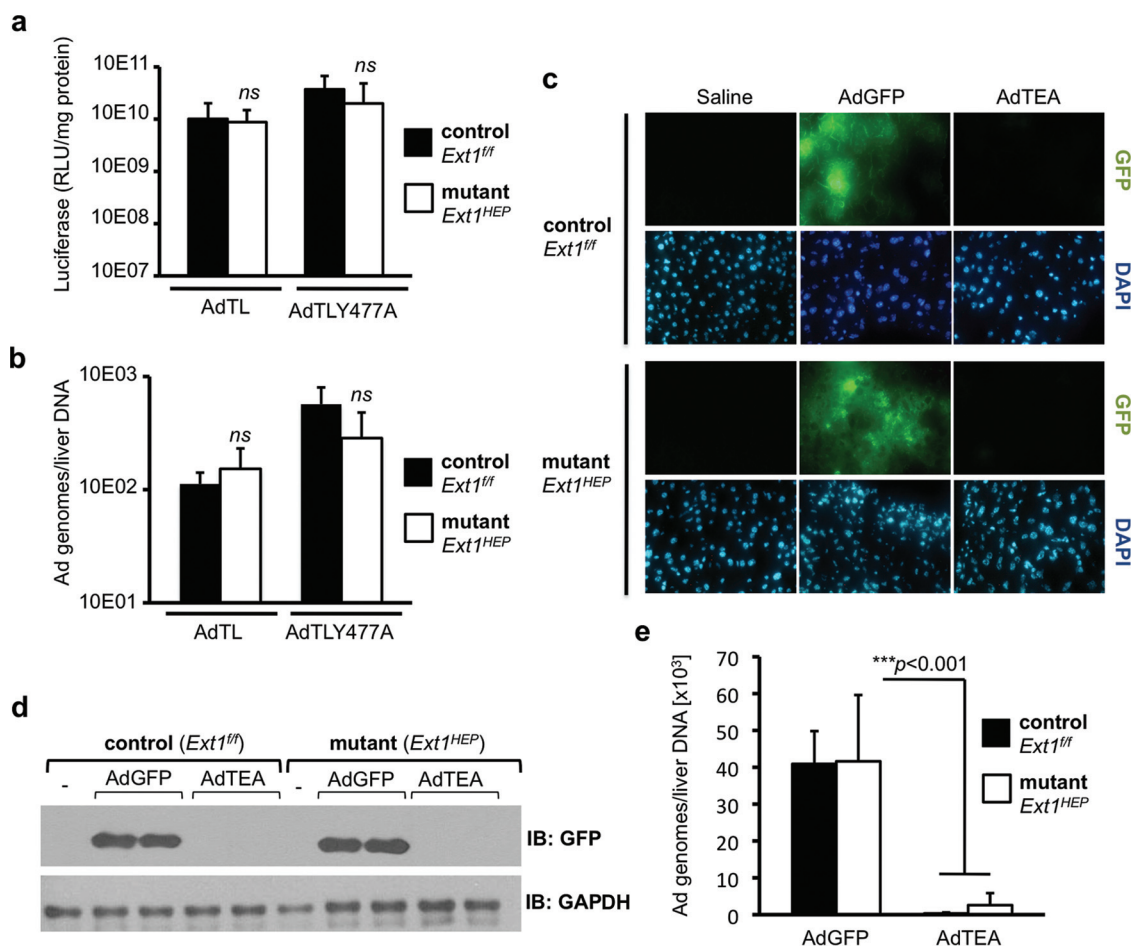 a
Luciferase (RLU/mg protein)
10E11
10E10
10E09
10E08
10E07
ns
ns
AdTL
AdTLY477A
control
Ext1f/f
mutant
Ext1HEP
b
Ad genomes/liver DNA
10E03
10E02
10E01
ns
ns
AdTL
AdTLY477A
control
Ext1f/f
mutant
Ext1HEP
c
Saline AdGFP AdTEA
control
Ext1f/f
GFP
DAPI
mutant
Ext1HEP
GFP
DAPI
d
control (Ext1f/f) mutant (Ext1HEP)
- AdGFP AdTEA - AdGFP AdTEA
IB: GFP
IB: GAPDH
e
Ad genomes/liver DNA [x10³]
70
60
50
40
30
20
10
0
***p<0.001
control
Ext1f/f
mutant
Ext1HEP
AdGFP AdTEA